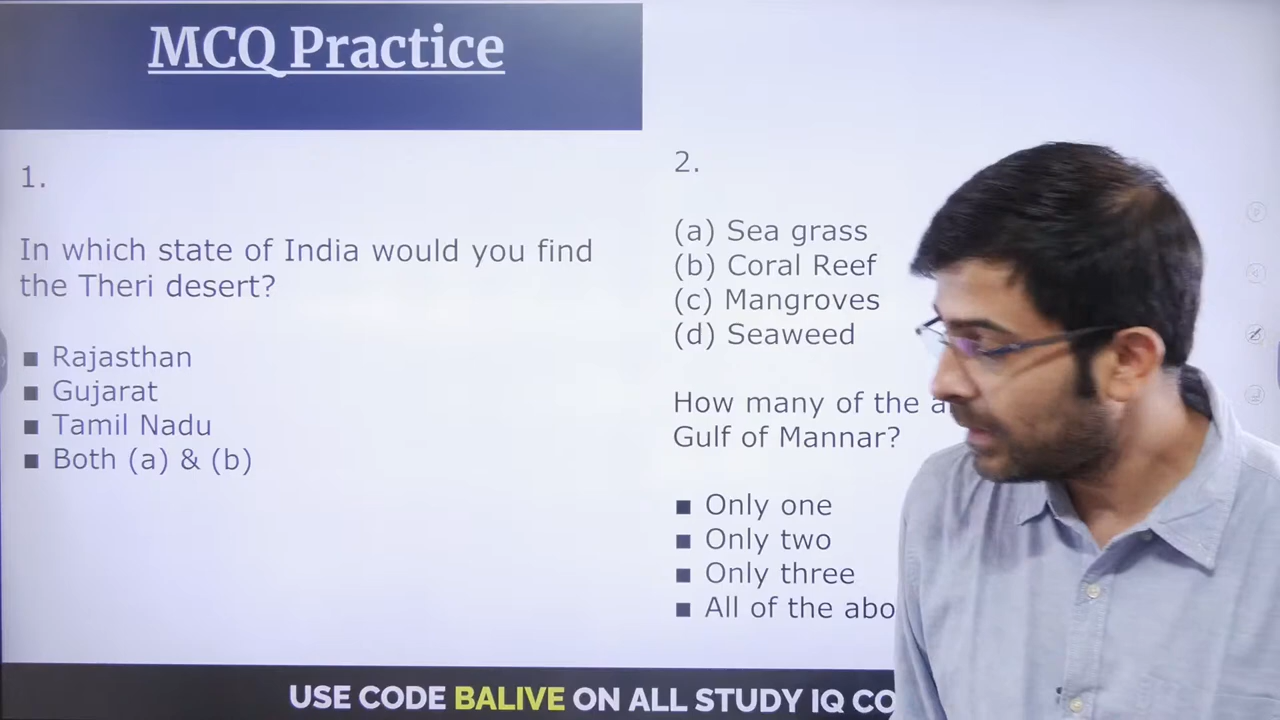 MCQ Practice
1.
In which state of India would you find
the Theri desert?
■ Rajasthan
■ Gujarat
■ Tamil Nadu
■ Both (a) & (b)
2.
(a) Sea grass
(b) Coral Reef
(c) Mangroves
(d) Seaweed
How many of the a
Gulf of Mannar?
■ Only one
■ Only two
■ Only three
■ All of the abo
USE CODE BALIVE ON ALL STUDY IQ CO